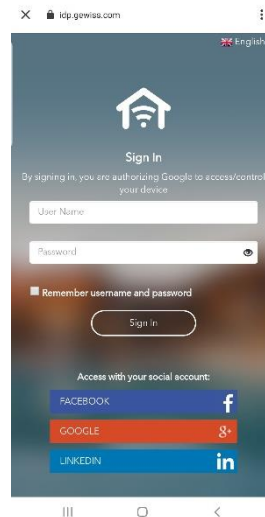 idp.gewiss.com
English
Sign In
By signing in, you are authorizing Google to access/control
your device
User Name
Password
Remember username and password
Sign In
Access with your social account:
FACEBOOK
f
GOOGLE
g+
LINKEDIN
in